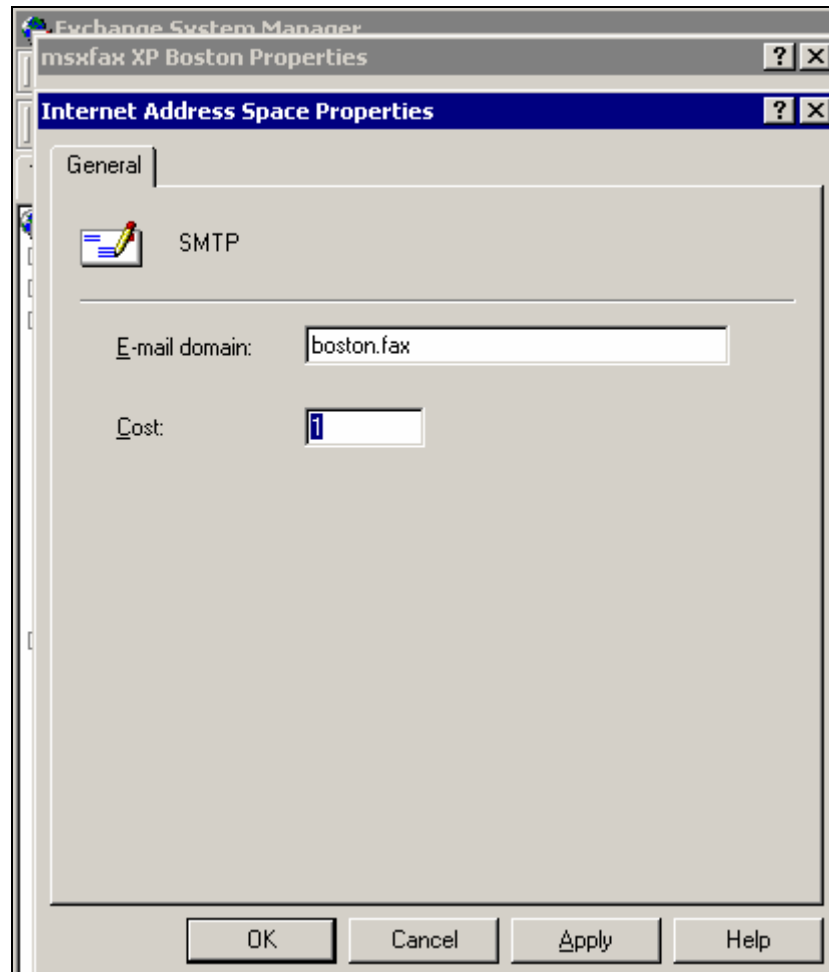 Exchange System Manager
msxfax XP Boston Properties
Internet Address Space Properties
General
SMTP
E-mail domain: boston.fax
Cost: 1
OK Cancel Apply Help